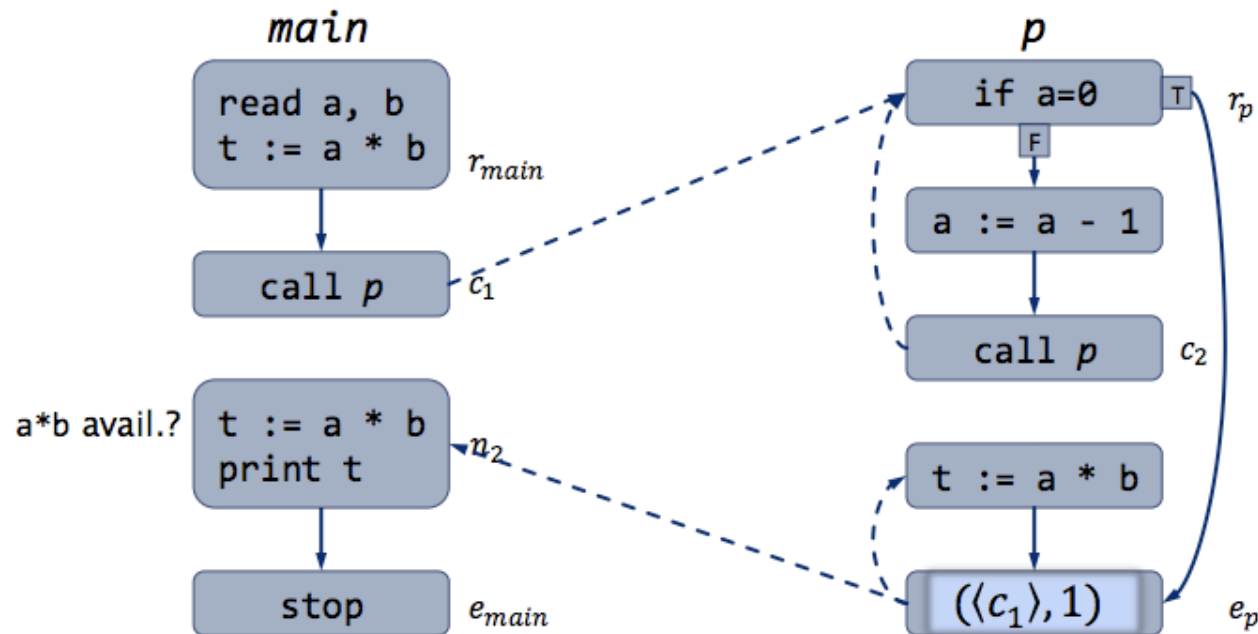 main
read a, b
t := a * b
r_main
call p
c_1
a*b avail.?
t := a * b
print t
n_2
stop
e_main
p
if a=0
T
r_p
F
a := a - 1
call p
c_2
t := a * b
(⟨c_1⟩, 1)
e_p